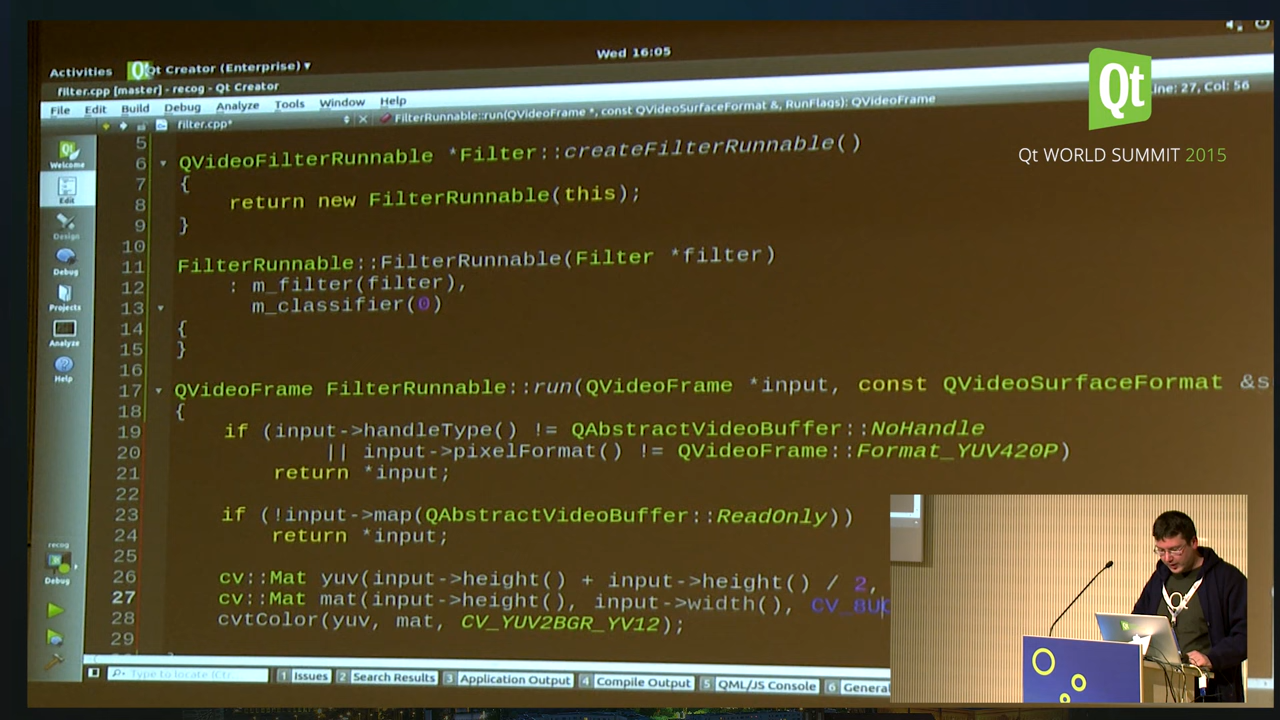 Wed 16:05
Activities Qt Creator (Enterprise) ▾
filter.cpp [master] - recog - Qt Creator
File Edit Build Debug Analyze Tools Window Help
filter.cpp* FilterRunnable::run(QVideoFrame *, const QVideoSurfaceFormat &, RunFlags): QVideoFrame Line: 27, Col: 56
Qt
Qt WORLD SUMMIT 2015
Welcome
Edit
Design
Debug
Projects
Analyze
Help
recog
Debug
5
6 QVideoFilterRunnable *Filter::createFilterRunnable()
7 {
8 return new FilterRunnable(this);
9 }
10
11 FilterRunnable::FilterRunnable(Filter *filter)
12 : m_filter(filter),
13 m_classifier(0)
14 {
15 }
16
17 QVideoFrame FilterRunnable::run(QVideoFrame *input, const QVideoSurfaceFormat &s
18 {
19 if (input->handleType() != QAbstractVideoBuffer::NoHandle
20 || input->pixelFormat() != QVideoFrame::Format_YUV420P)
21 return *input;
22
23 if (!input->map(QAbstractVideoBuffer::ReadOnly))
24 return *input;
25
26 cv::Mat yuv(input->height() + input->height() / 2,
27 cv::Mat mat(input->height(), input->width(), CV_8U
28 cvtColor(yuv, mat, CV_YUV2BGR_YV12);
29
Type to locate (Ctr 1 Issues 2 Search Results 3 Application Output 4 Compile Output 5 QML/JS Console 6 General